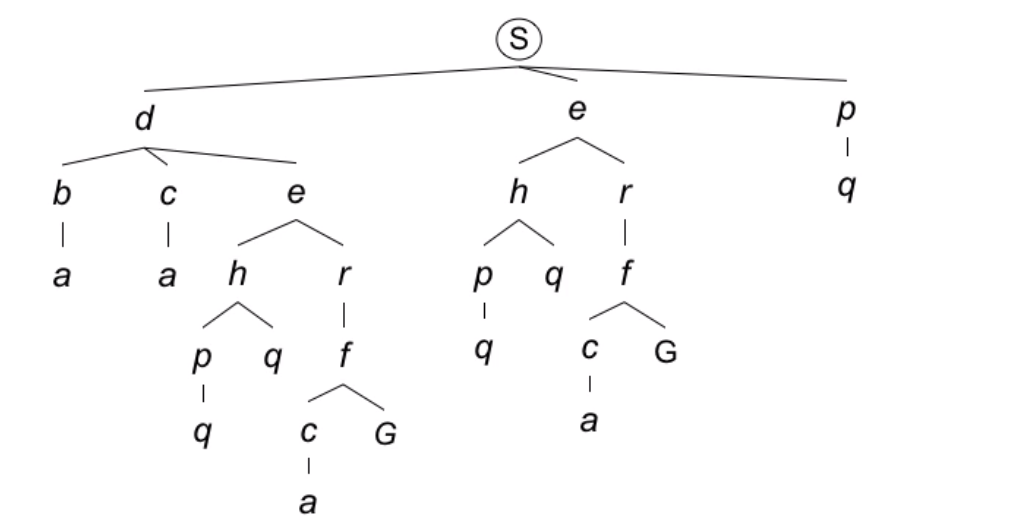 S
d e p
b c e h r q
a a h r p q f
p q f q c G
q c G a
a